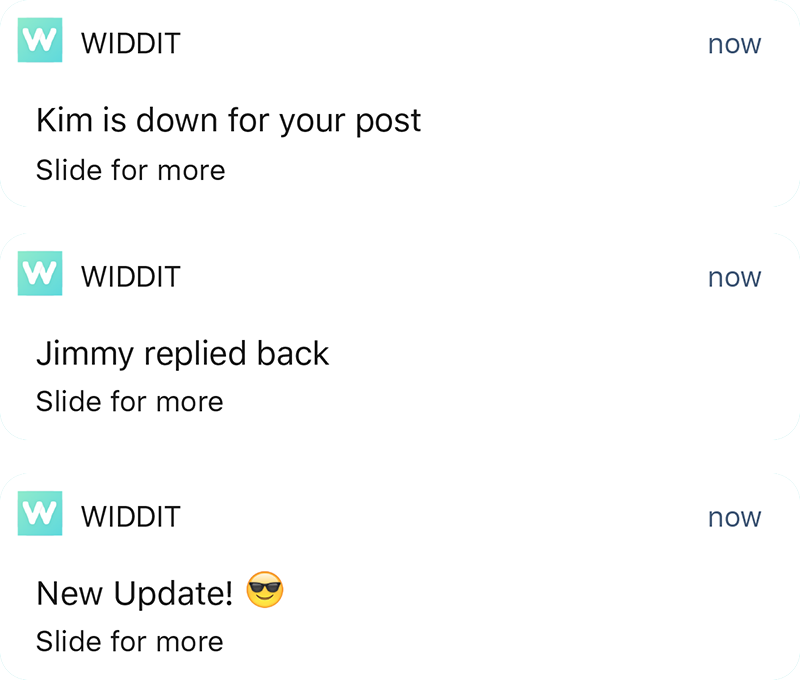 W WIDDIT now
Kim is down for your post
Slide for more
W WIDDIT now
Jimmy replied back
Slide for more
W WIDDIT now
New Update! 😎
Slide for more